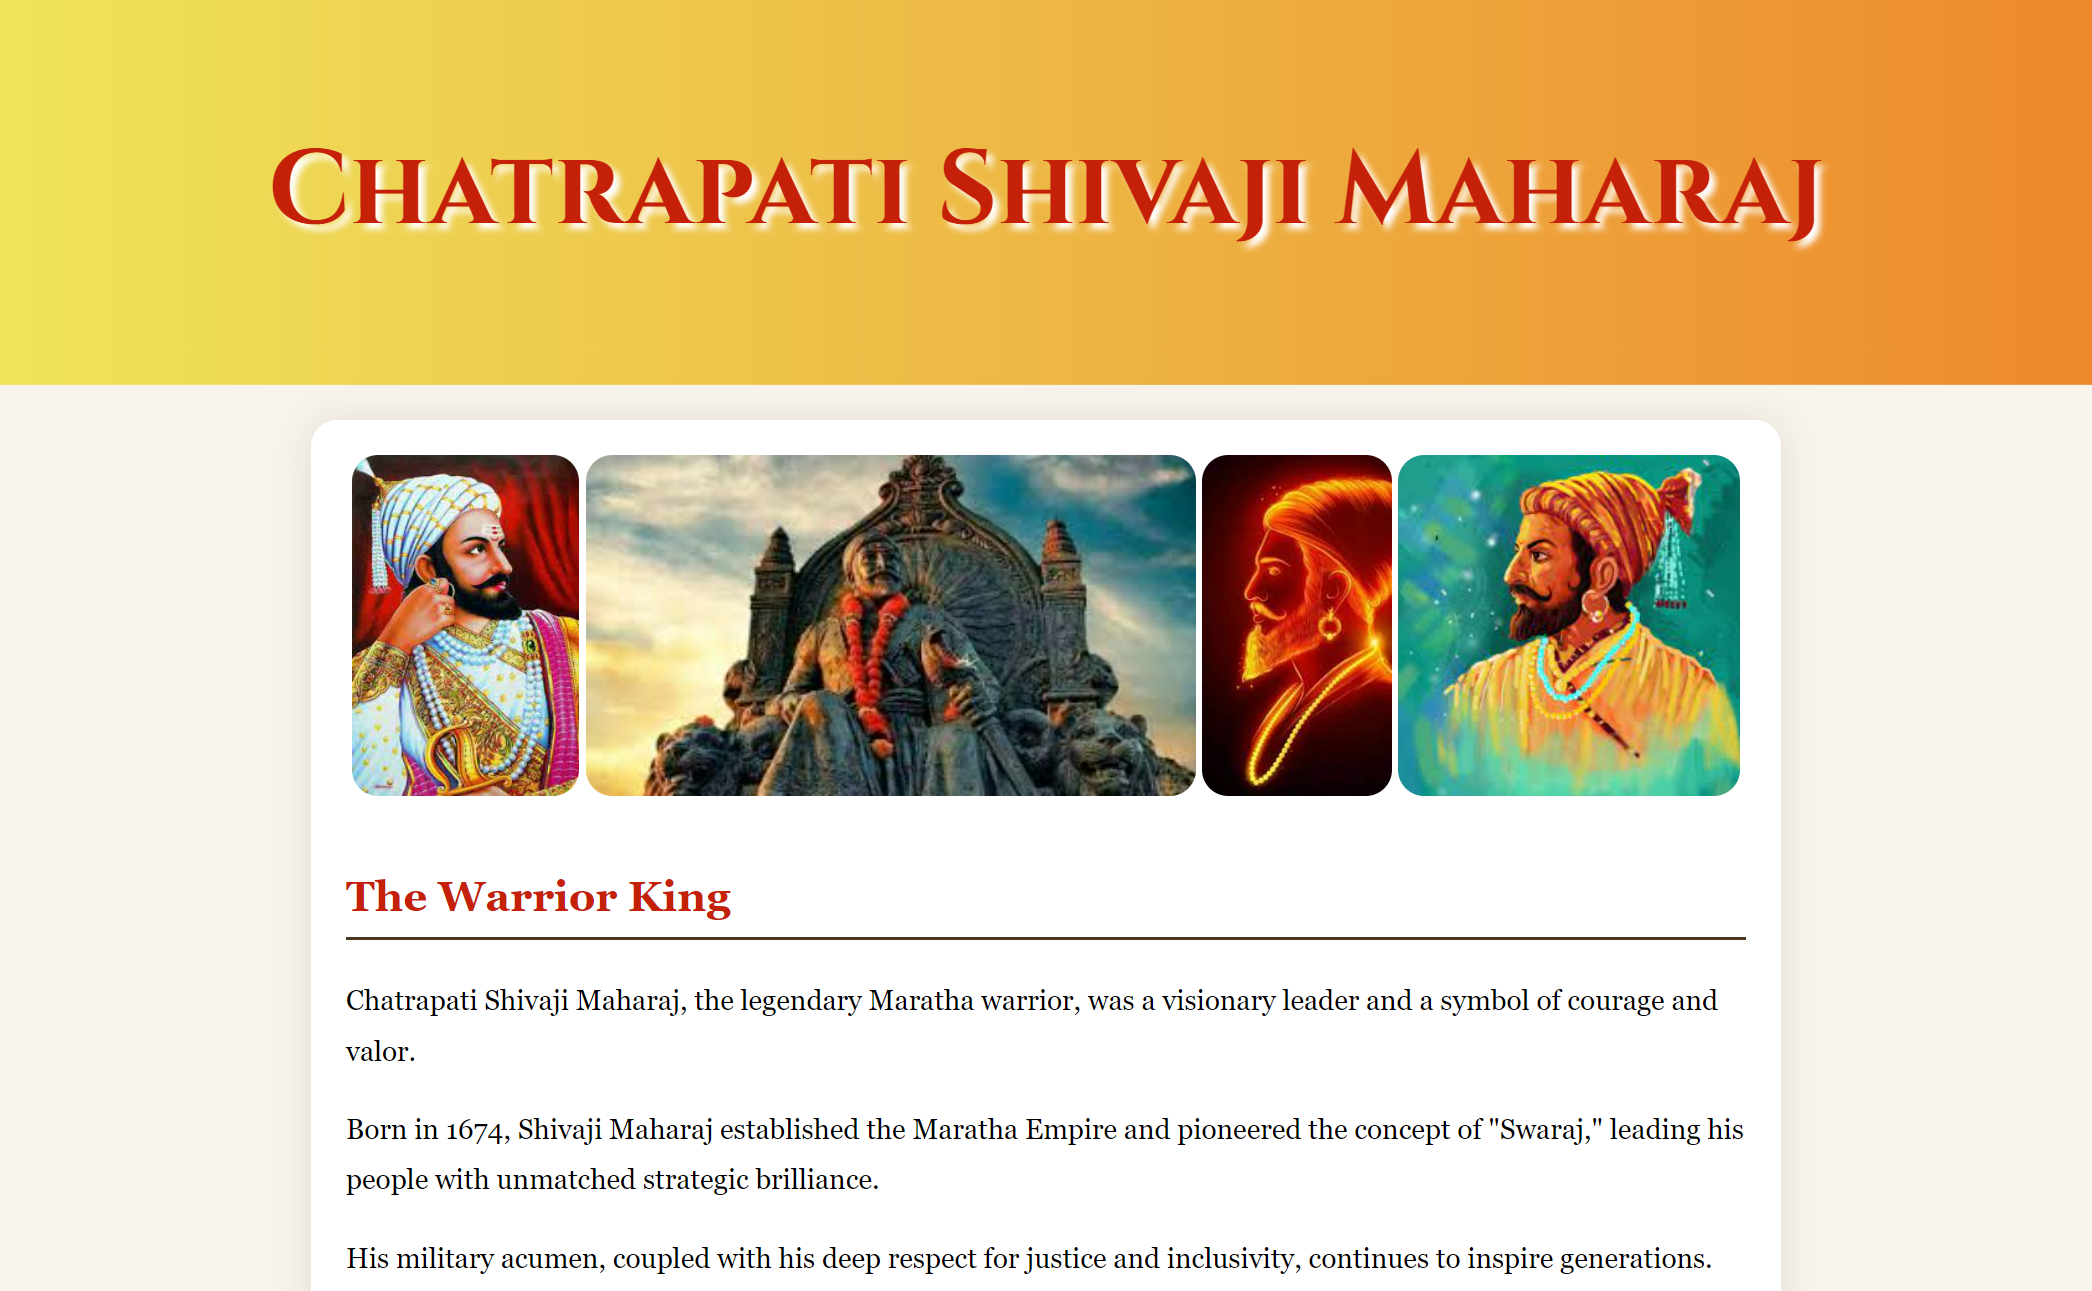 Chatrapati Shivaji Maharaj
The Warrior King
Chatrapati Shivaji Maharaj, the legendary Maratha warrior, was a visionary leader and a symbol of courage and
valor.
Born in 1674, Shivaji Maharaj established the Maratha Empire and pioneered the concept of "Swaraj," leading his
people with unmatched strategic brilliance.
His military acumen, coupled with his deep respect for justice and inclusivity, continues to inspire generations.